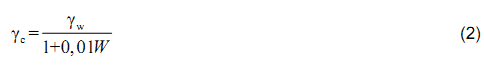 γc = γw / 1+0,01W (2)